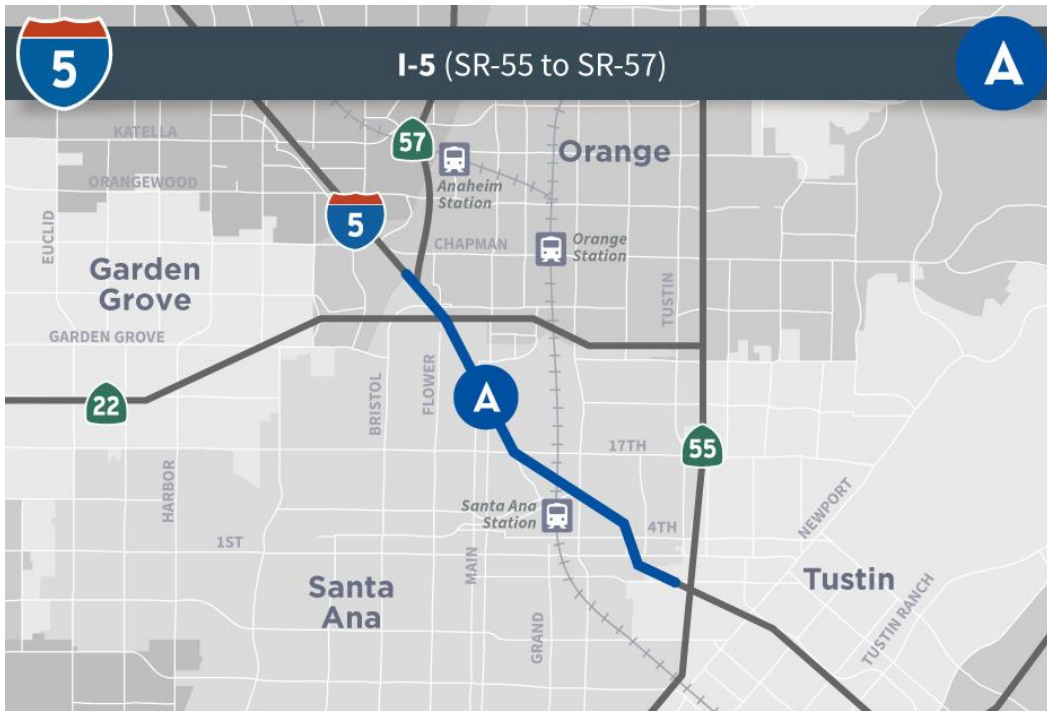 5
I-5 (SR-55 to SR-57)
A
KATELLA
57
Orange
ORANGEWOOD
Anaheim
Station
5
EUCLID
CHAPMAN
Orange
Station
Garden
Grove
TUSTIN
GARDEN GROVE
BRISTOL
FLOWER
A
22
17TH
55
HARBOR
Santa Ana
Station
NEWPORT
4TH
1ST
MAIN
Santa
Ana
Tustin
GRAND
TUSTIN RANCH